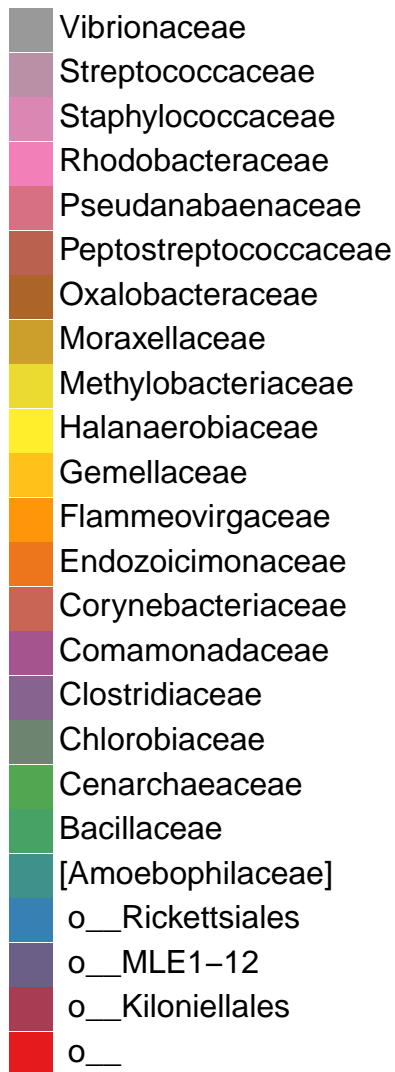 Vibrionaceae
Streptococcaceae
Staphylococcaceae
Rhodobacteraceae
Pseudanabaenaceae
Peptostreptococcaceae
Oxalobacteraceae
Moraxellaceae
Methylobacteriaceae
Halanaerobiaceae
Gemellaceae
Flammeovirgaceae
Endozoicimonaceae
Corynebacteriaceae
Comamonadaceae
Clostridiaceae
Chlorobiaceae
Cenarchaeaceae
Bacillaceae
[Amoebophilaceae]
o__Rickettsiales
o__MLE1−12
o__Kiloniellales
o__